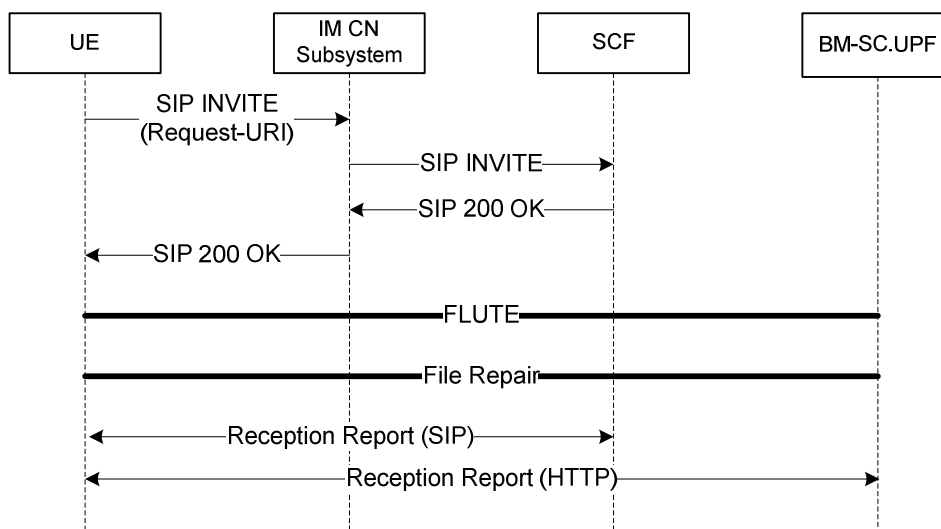 UE
IM CN
Subsystem
SCF
BM-SC.UPF
SIP INVITE
(Request-URI)
SIP INVITE
SIP 200 OK
SIP 200 OK
FLUTE
File Repair
Reception Report (SIP)
Reception Report (HTTP)